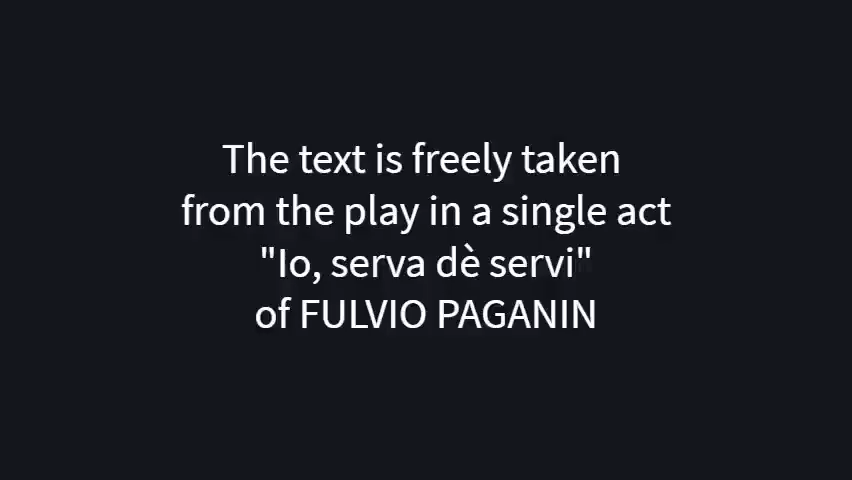 The text is freely taken
from the play in a single act
"Io, serva dè servi"
of FULVIO PAGANIN